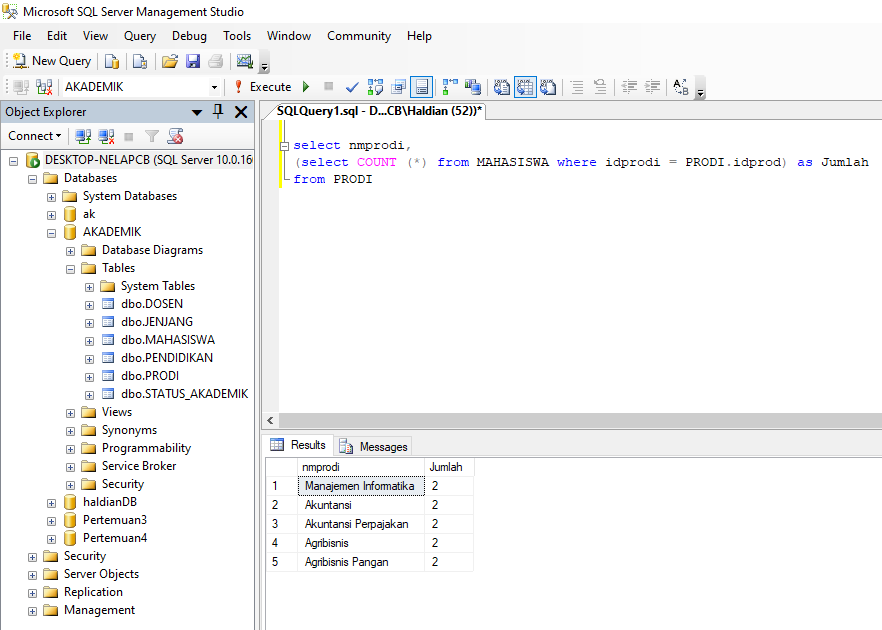 Microsoft SQL Server Management Studio
File Edit View Query Debug Tools Window Community Help
New Query
AKADEMIK Execute
Object Explorer
Connect
DESKTOP-NELAPCB (SQL Server 10.0.16
Databases
System Databases
ak
AKADEMIK
Database Diagrams
Tables
System Tables
dbo.DOSEN
dbo.JENJANG
dbo.MAHASISWA
dbo.PENDIDIKAN
dbo.PRODI
dbo.STATUS_AKADEMIK
Views
Synonyms
Programmability
Service Broker
Security
haldianDB
Pertemuan3
Pertemuan4
Security
Server Objects
Replication
Management
SQLQuery1.sql - D...CB\Haldian (52))*
select nmprodi,
(select COUNT (*) from MAHASISWA where idprodi = PRODI.idprod) as Jumlah
from PRODI
Results Messages
nmprodi Jumlah
1 Manajemen Informatika 2
2 Akuntansi 2
3 Akuntansi Perpajakan 2
4 Agribisnis 2
5 Agribisnis Pangan 2